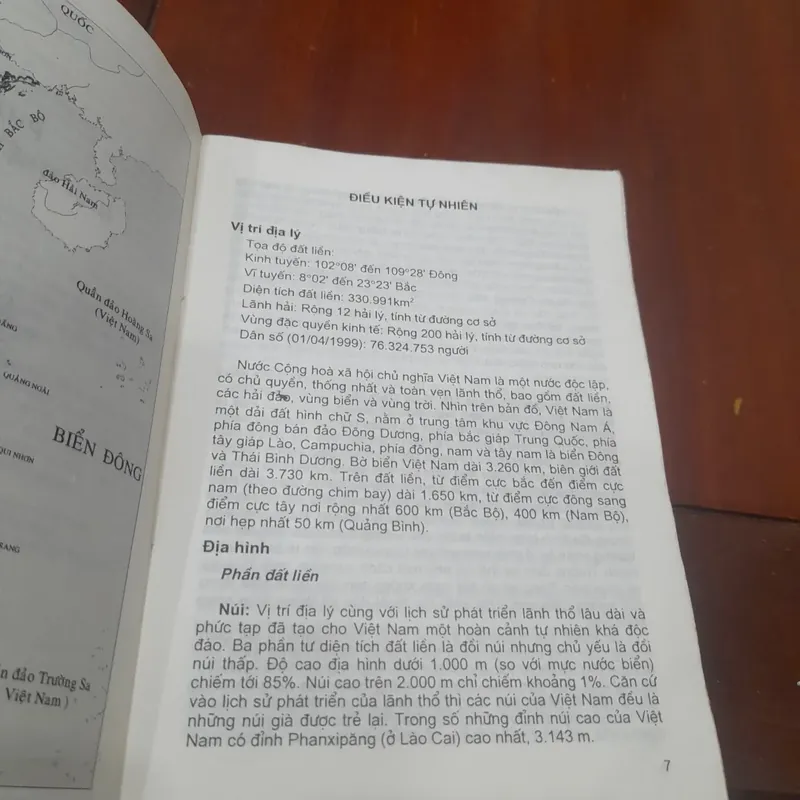 QUỐC
BẮC BỘ
đảo Hải Nam
Quần đảo Hoàng Sa
(Việt Nam)
QUẢNG NGÃI
BIỂN ĐÔNG
QUI NHƠN
đảo Trường Sa
Việt Nam)
ĐIỀU KIỆN TỰ NHIÊN
Vị trí địa lý
Tọa độ đất liền:
Kinh tuyến: 102°08' đến 109°28' Đông
Vĩ tuyến: 8°02' đến 23°23' Bắc
Diện tích đất liền: 330.991km²
Lãnh hải: Rộng 12 hải lý, tính từ đường cơ sở
Vùng đặc quyền kinh tế: Rộng 200 hải lý, tính từ đường cơ sở
Dân số (01/04/1999): 76.324.753 người
Nước Cộng hoà xã hội chủ nghĩa Việt Nam là một nước độc lập,
có chủ quyền, thống nhất và toàn vẹn lãnh thổ, bao gồm đất liền,
các hải đảo, vùng biển và vùng trời. Nhìn trên bản đồ, Việt Nam là
một dải đất hình chữ S, nằm ở trung tâm khu vực Đông Nam Á,
phía đông bán đảo Đông Dương, phía bắc giáp Trung Quốc, phía
tây giáp Lào, Campuchia, phía đông, nam và tây nam là biển Đông
và Thái Bình Dương. Bờ biển Việt Nam dài 3.260 km, biên giới đất
liền dài 3.730 km. Trên đất liền, từ điểm cực bắc đến điểm cực
nam (theo đường chim bay) dài 1.650 km, từ điểm cực đông sang
điểm cực tây nơi rộng nhất 600 km (Bắc Bộ), 400 km (Nam Bộ),
nơi hẹp nhất 50 km (Quảng Bình).
Địa hình
Phần đất liền
Núi: Vị trí địa lý cùng với lịch sử phát triển lãnh thổ lâu dài và
phức tạp đã tạo cho Việt Nam một hoàn cảnh tự nhiên khá độc
đáo. Ba phần tư diện tích đất liền là đồi núi nhưng chủ yếu là đồi
núi thấp. Độ cao địa hình dưới 1.000 m (so với mực nước biển)
chiếm tới 85%. Núi cao trên 2.000 m chỉ chiếm khoảng 1%. Căn cứ
vào lịch sử phát triển của lãnh thổ thì các núi của Việt Nam đều là
những núi già được trẻ lại. Trong số những đỉnh núi cao của Việt
Nam có đỉnh Phanxipăng (ở Lào Cai) cao nhất, 3.143 m.
7